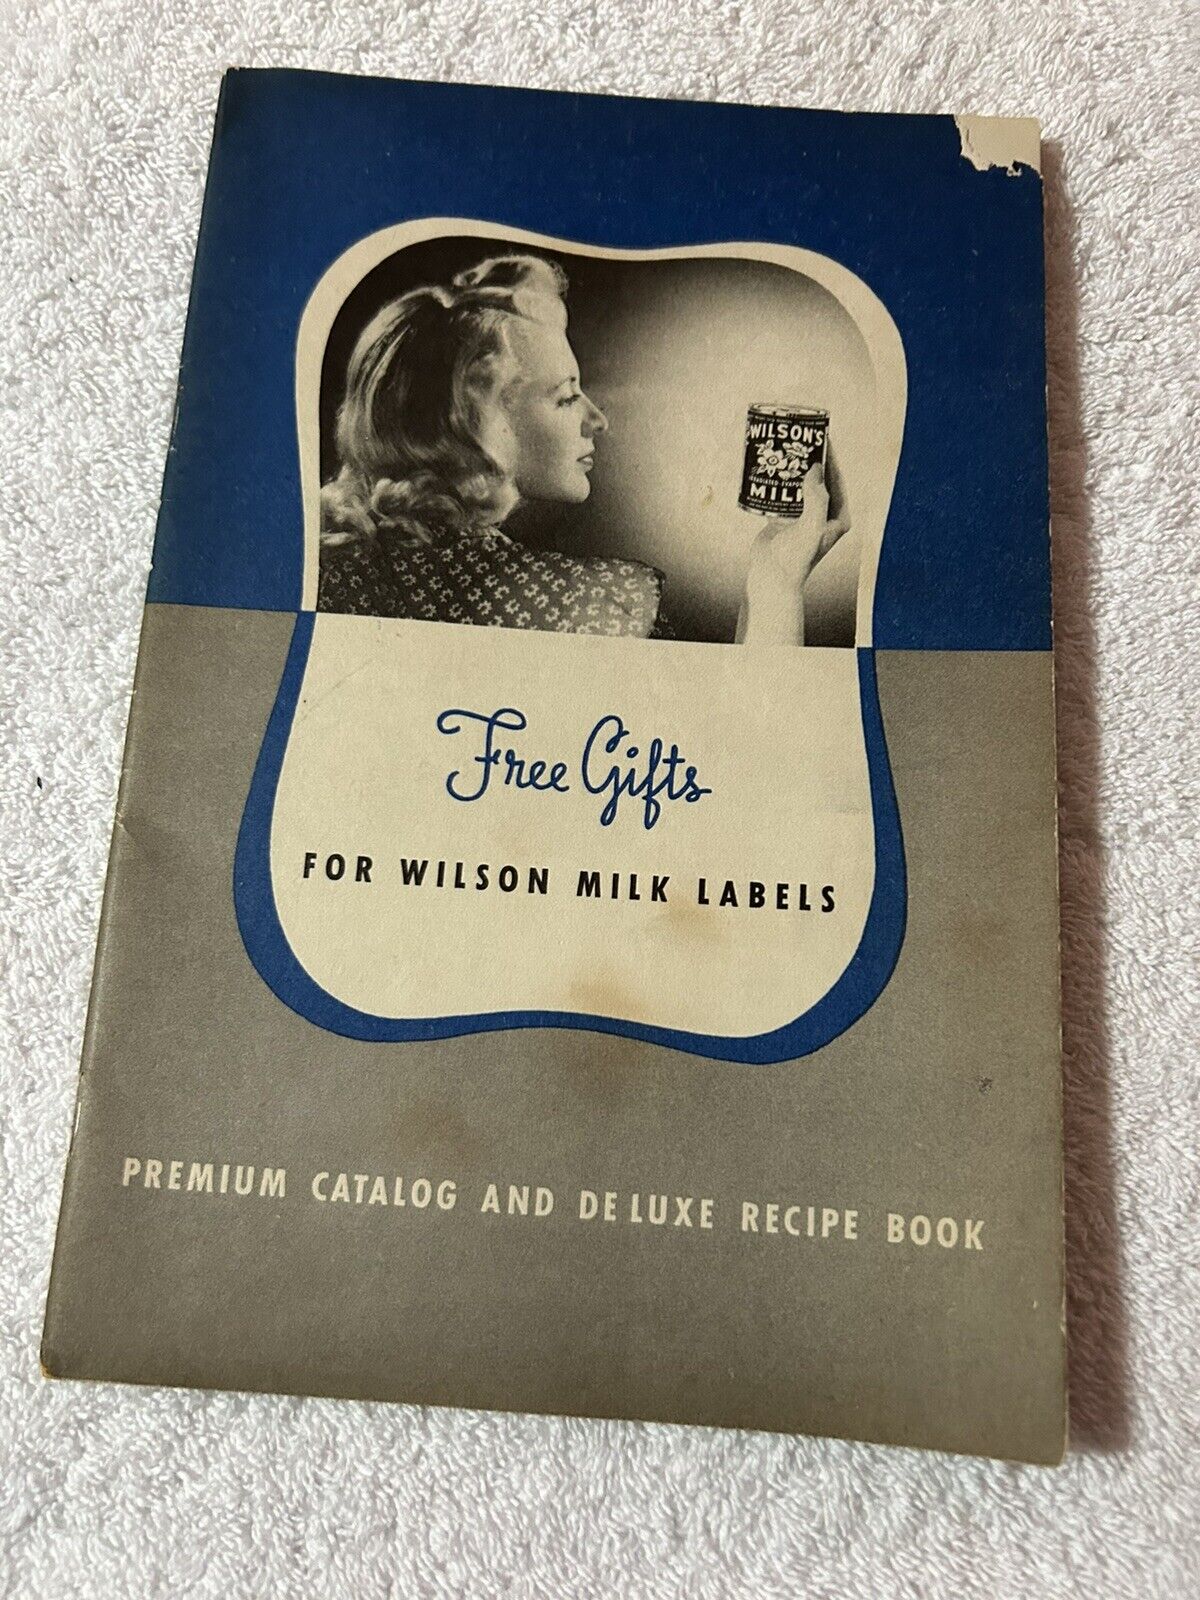 WILSON'S
MILK
Free Gifts
FOR WILSON MILK LABELS
PREMIUM CATALOG AND DE LUXE RECIPE BOOK